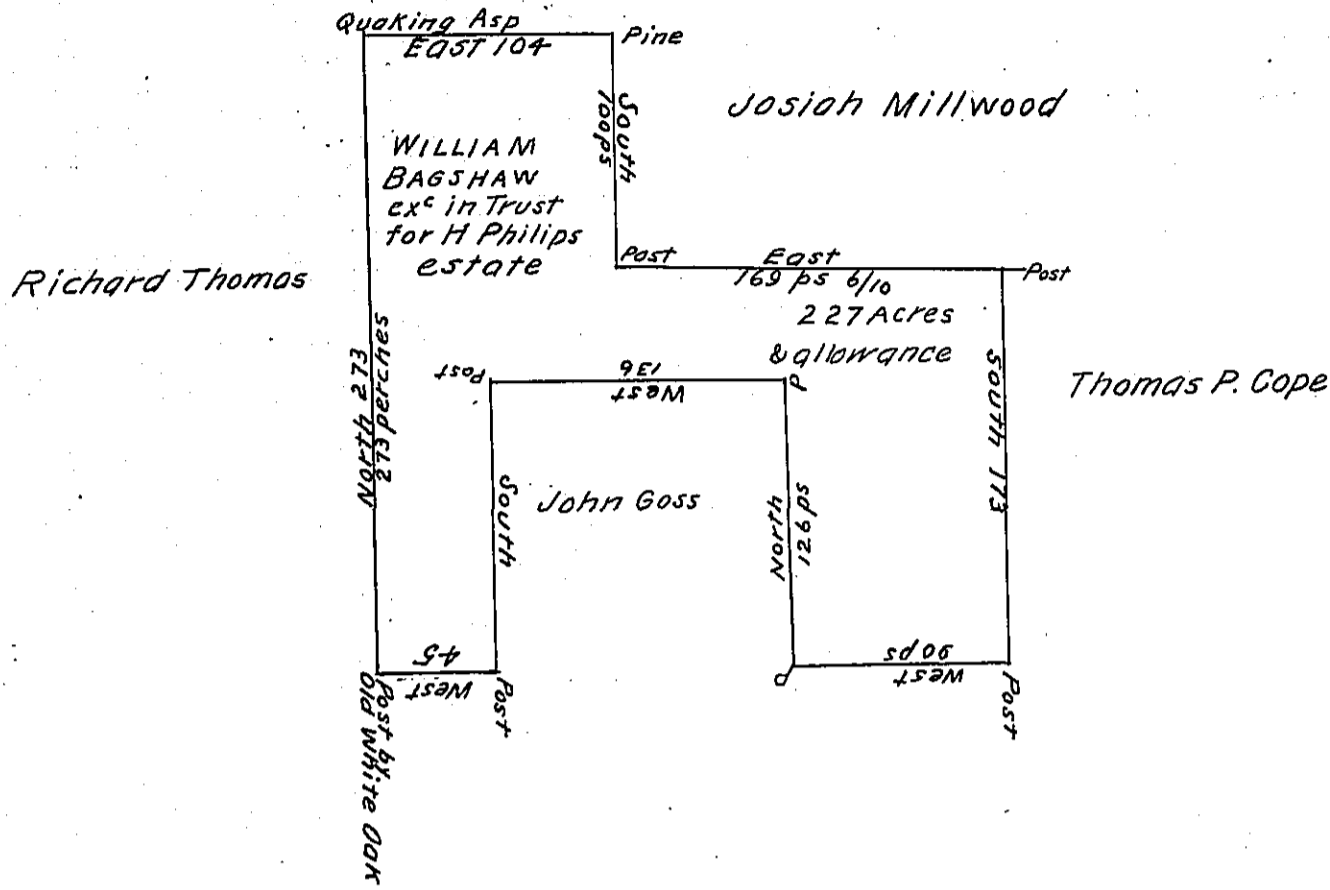 Quaking Asp
EAST 104
Pine
South
100ps
Josiah Millwood
WILLIAM
BAGSHAW
exᶜ in Trust
for H Philips
estate
Richard Thomas
Post
East
169 ps 6/10
Post
227 Acres
& allowance
North 273
273 perches
Post
136
West
P
South 173
Thomas P. Cope
South
John Goss
North
126 ps
45
West
Post
P
90 ps
West
Post
Post by
Old White Oak